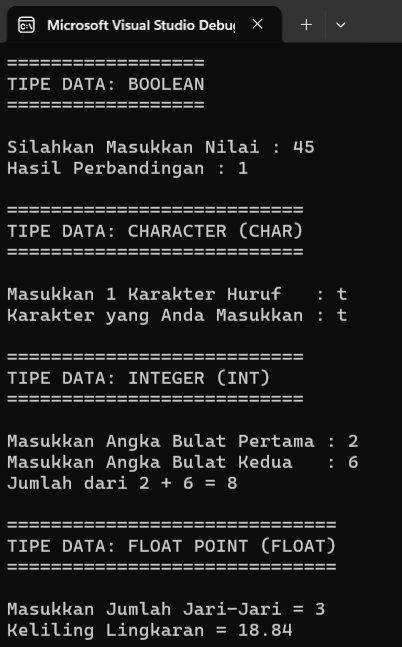 Microsoft Visual Studio Debu
==================
TIPE DATA: BOOLEAN
==================
Silahkan Masukkan Nilai : 45
Hasil Perbandingan : 1
===========================
TIPE DATA: CHARACTER (CHAR)
===========================
Masukkan 1 Karakter Huruf   : t
Karakter yang Anda Masukkan : t
===========================
TIPE DATA: INTEGER (INT)
===========================
Masukkan Angka Bulat Pertama : 2
Masukkan Angka Bulat Kedua   : 6
Jumlah dari 2 + 6 = 8
==============================
TIPE DATA: FLOAT POINT (FLOAT)
==============================
Masukkan Jumlah Jari-Jari = 3
Keliling Lingkaran = 18.84